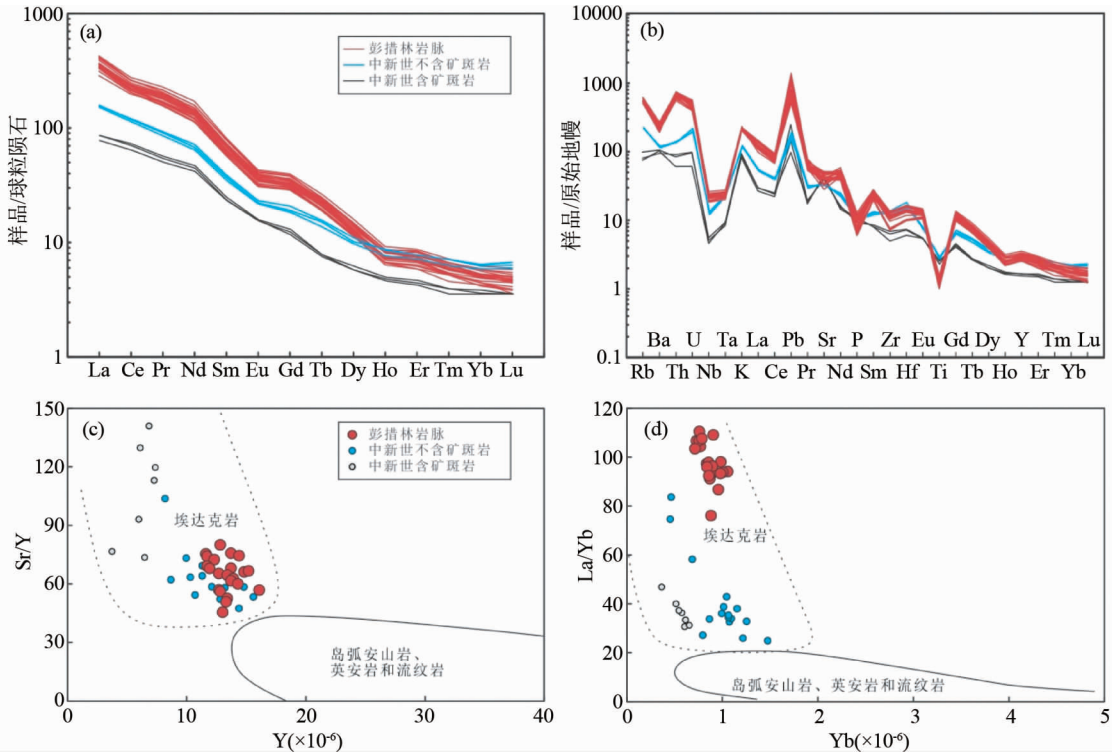 (a)
1000
100
10
1
样品/球粒陨石
彭措林岩脉
中新世不含矿斑岩
中新世含矿斑岩
La Ce Pr Nd Sm Eu Gd Tb Dy Ho Er Tm Yb Lu
(b)
10000
1000
100
10
1
0.1
样品/原始地幔
Ba U Ta La Pb Sr P Zr Eu Gd Dy Y Tm Lu
Rb Th Nb K Ce Pr Nd Sm Hf Ti Tb Ho Er Yb
(c)
150
120
90
60
30
0
Sr/Y
彭措林岩脉
中新世不含矿斑岩
中新世含矿斑岩
埃达克岩
岛弧安山岩、
英安岩和流纹岩
0 10 20 30 40
Y(×10⁻⁶)
(d)
120
100
80
60
40
20
0
La/Yb
埃达克岩
岛弧安山岩、英安岩和流纹岩
0 1 2 3 4 5
Yb(×10⁻⁶)